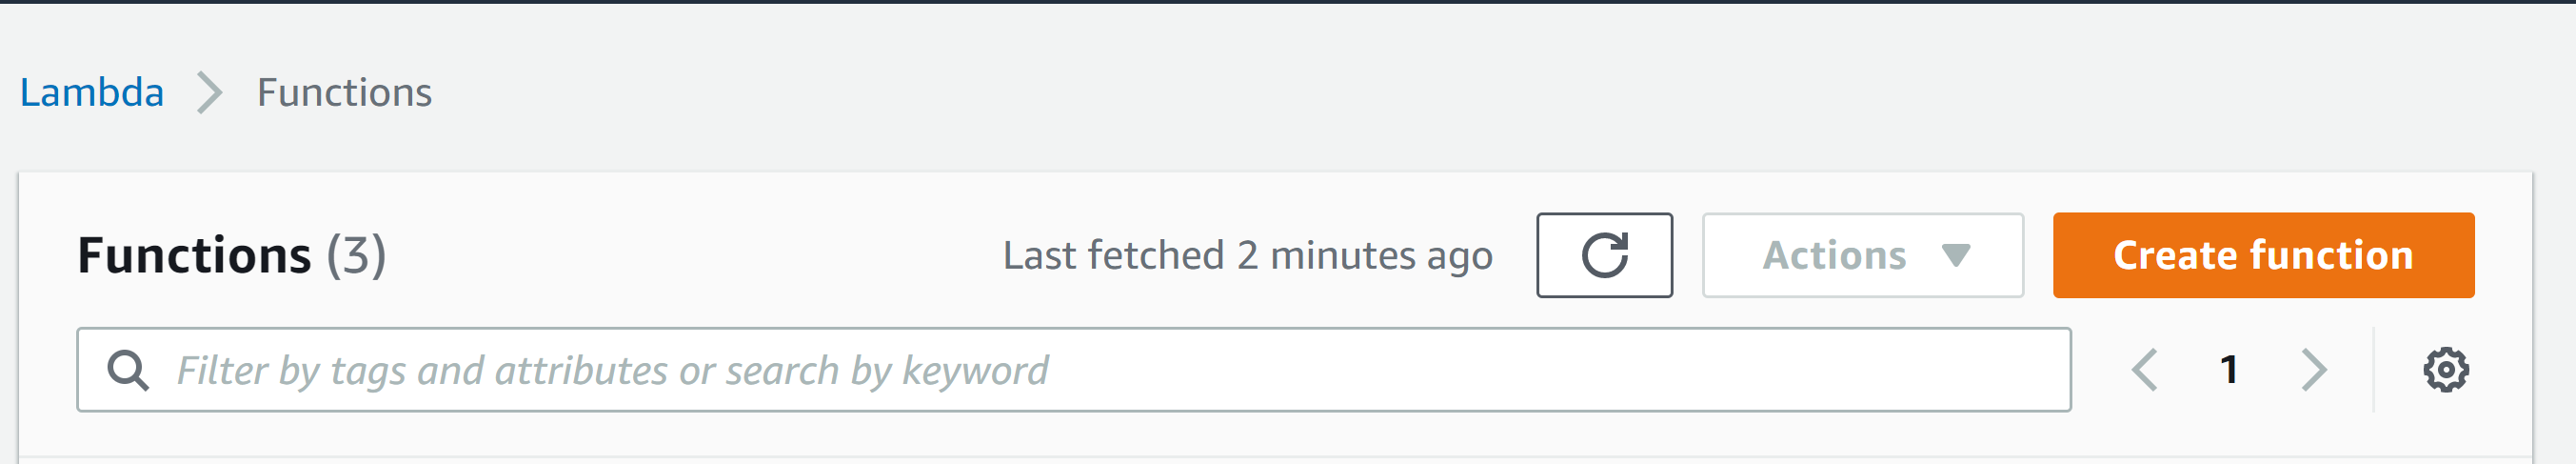 Lambda > Functions
Functions (3) Last fetched 2 minutes ago Actions Create function
Filter by tags and attributes or search by keyword 1